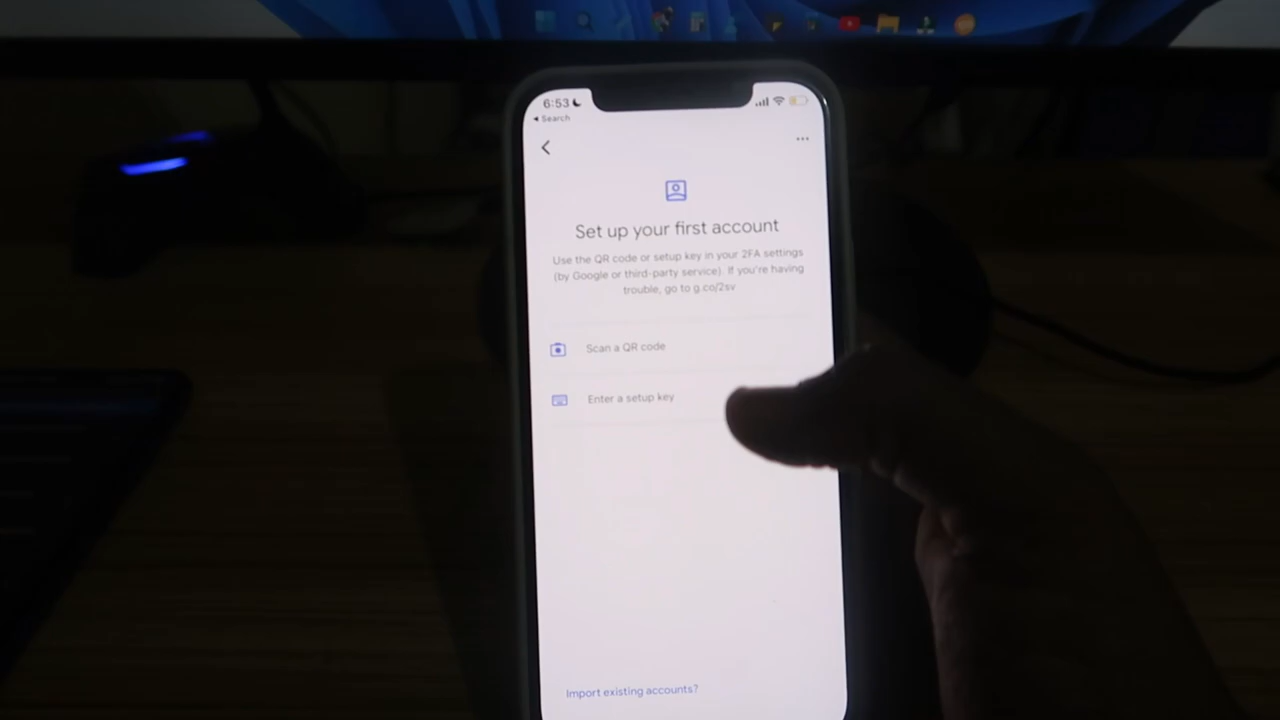 6:53
Search
Set up your first account
Use the QR code or setup key in your 2FA settings
(by Google or third-party service). If you're having
trouble, go to g.co/2sv
Scan a QR code
Enter a setup key
Import existing accounts?